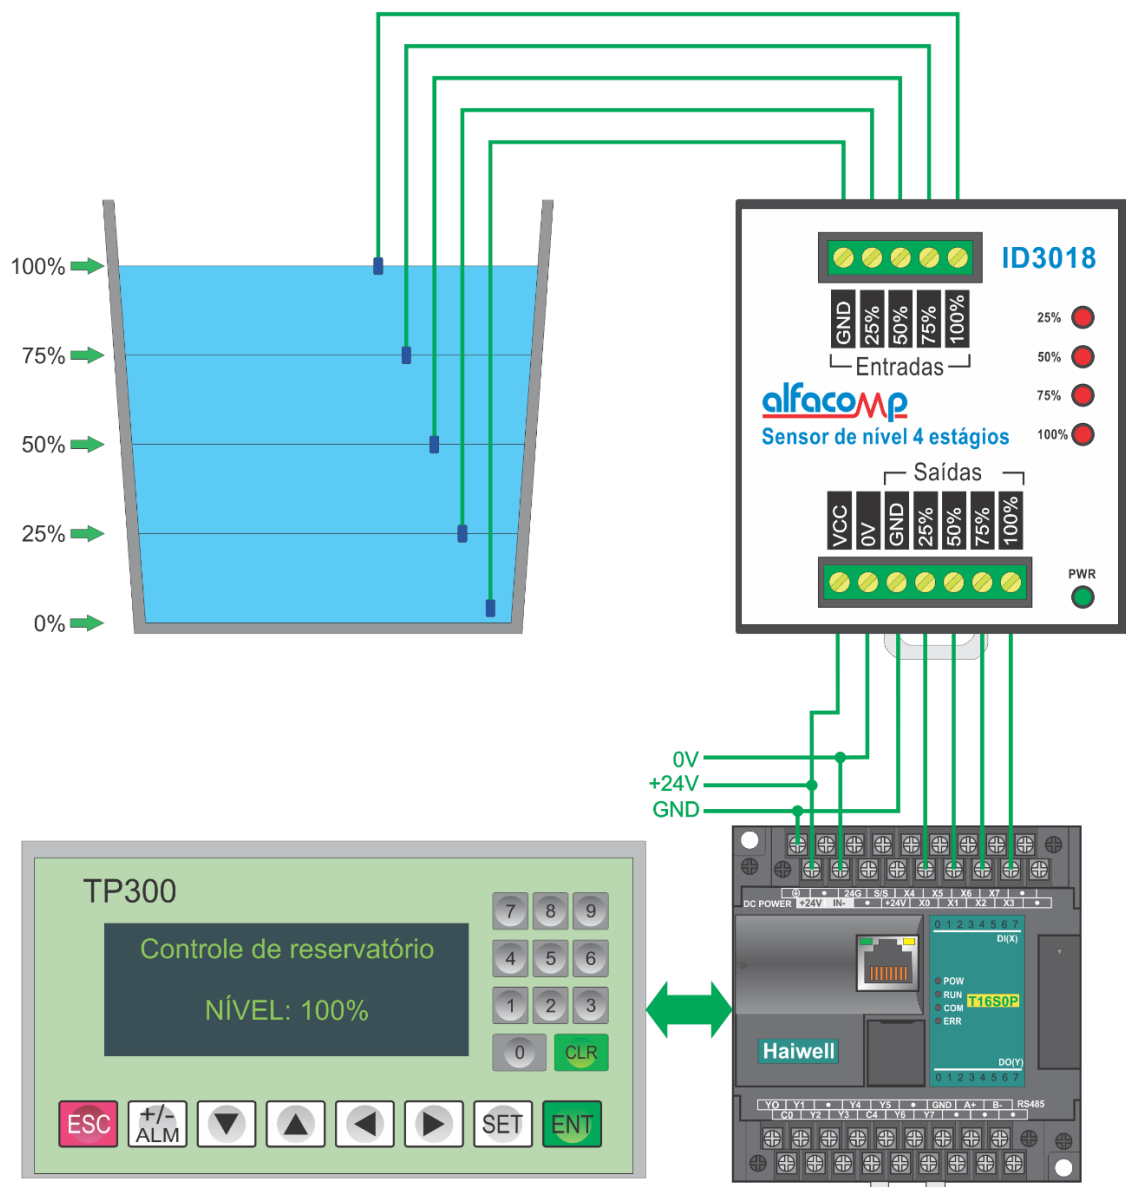 100%
75%
50%
25%
0%
ID3018
GND 25% 50% 75% 100%
Entradas
25%
50%
75%
100%
alfacomp
Sensor de nível 4 estágios
Saídas
VCC 0V GND 25% 50% 75% 100%
PWR
0V
+24V
GND
TP300
Controle de reservatório
NÍVEL: 100%
7 8 9
4 5 6
1 2 3
0 CLR
ESC +/- ALM SET ENT
24G S/S X4 X5 X6 X7
DC POWER +24V IN- +24V X0 X1 X2 X3
0 1 2 3 4 5 6 7
DI(X)
POW
RUN
COM
ERR
T16S0P
Haiwell
DO(Y)
0 1 2 3 4 5 6 7
Y0 Y1 Y4 Y5 GND A+ B- RS485
C0 Y2 Y3 C4 Y6 Y7